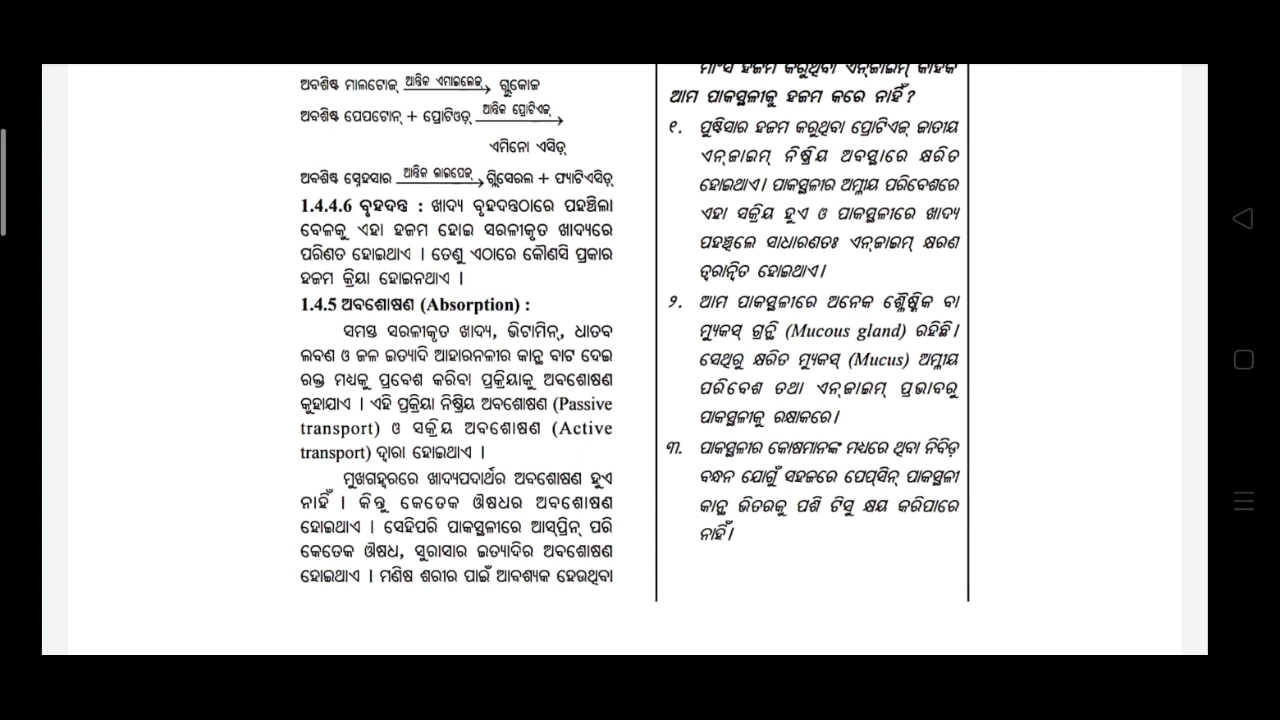 ଅବଶିଷ୍ଟ ମାଲଟୋଜ୍ ଆନ୍ତ୍ରିକ ଏମାଇଲେଜ୍ ଗ୍ଲୁକୋଜ
ଅବଶିଷ୍ଟ ପେପଟୋନ୍ + ପ୍ରୋଟିଓଜ୍ ଆନ୍ତ୍ରିକ ପ୍ରୋଟିଏଜ୍
ଏମିନୋ ଏସିଡ୍
ଅବଶିଷ୍ଟ ସ୍ନେହସାର ଆନ୍ତ୍ରିକ ଲାଇପେଜ୍ ଗ୍ଲିସେରଲ + ଫ୍ୟାଟିଏସିଡ୍
1.4.4.6 ବୃହଦନ୍ତ୍ର : ଖାଦ୍ୟ ବୃହଦନ୍ତ୍ରଠାରେ ପହଞ୍ଚିଲା
ବେଳକୁ ଏହା ହଜମ ହୋଇ ସରଳୀକୃତ ଖାଦ୍ୟରେ
ପରିଣତ ହୋଇଥାଏ । ତେଣୁ ଏଠାରେ କୌଣସି ପ୍ରକାର
ହଜମ କ୍ରିୟା ହୋଇନଥାଏ ।
1.4.5 ଅବଶୋଷଣ (Absorption) :
ସମସ୍ତ ସରଳୀକୃତ ଖାଦ୍ୟ, ଭିଟାମିନ୍, ଧାତବ
ଲବଣ ଓ ଜଳ ଇତ୍ୟାଦି ଆହାରନଳୀର କାନ୍ଥ ବାଟ ଦେଇ
ରକ୍ତ ମଧ୍ୟକୁ ପ୍ରବେଶ କରିବା ପ୍ରକ୍ରିୟାକୁ ଅବଶୋଷଣ
କୁହାଯାଏ । ଏହି ପ୍ରକ୍ରିୟା ନିଷ୍କ୍ରିୟ ଅବଶୋଷଣ (Passive
transport) ଓ ସକ୍ରିୟ ଅବଶୋଷଣ (Active
transport) ଦ୍ୱାରା ହୋଇଥାଏ ।
ମୁଖଗହ୍ୱରରେ ଖାଦ୍ୟପଦାର୍ଥର ଅବଶୋଷଣ ହୁଏ
ନାହିଁ । କିନ୍ତୁ କେତେକ ଔଷଧର ଅବଶୋଷଣ
ହୋଇଥାଏ । ସେହିପରି ପାକସ୍ଥଳୀରେ ଆସ୍‌ପ୍ରିନ୍ ପରି
କେତେକ ଔଷଧ, ସୁରାସାର ଇତ୍ୟାଦିର ଅବଶୋଷଣ
ହୋଇଥାଏ । ମଣିଷ ଶରୀର ପାଇଁ ଆବଶ୍ୟକ ହେଉଥିବା
ମାଂସ ହଜମ କରୁଥିବା ଏନ୍‌ଜାଇମ୍ କାହିଁକି
ଆମ ପାକସ୍ଥଳୀକୁ ହଜମ କରେ ନାହିଁ ?
୧. ପୁଷ୍ଟିସାର ହଜମ କରୁଥିବା ପ୍ରୋଟିଏଜ୍ ଜାତୀୟ
ଏନ୍‌ଜାଇମ୍ ନିଷ୍କ୍ରିୟ ଅବସ୍ଥାରେ କ୍ଷରିତ
ହୋଇଥାଏ। ପାକସ୍ଥଳୀର ଅମ୍ଳୀୟ ପରିବେଶରେ
ଏହା ସକ୍ରିୟ ହୁଏ ଓ ପାକସ୍ଥଳୀରେ ଖାଦ୍ୟ
ପହଞ୍ଚିଲେ ସାଧାରଣତଃ ଏନ୍‌ଜାଇମ୍ କ୍ଷରଣ
ତ୍ୱରାନ୍ୱିତ ହୋଇଥାଏ।
୨. ଆମ ପାକସ୍ଥଳୀରେ ଅନେକ ଶ୍ଳୈଷ୍ମିକ ବା
ମ୍ୟୁକସ୍ ଗ୍ରନ୍ଥି (Mucous gland) ରହିଛି।
ସେଥିରୁ କ୍ଷରିତ ମ୍ୟୁକସ୍ (Mucus) ଅମ୍ଳୀୟ
ପରିବେଶ ତଥା ଏନ୍‌ଜାଇମ୍ ପ୍ରଭାବରୁ
ପାକସ୍ଥଳୀକୁ ରକ୍ଷାକରେ।
୩. ପାକସ୍ଥଳୀର କୋଷମାନଙ୍କ ମଧ୍ୟରେ ଥିବା ନିବିଡ଼
ବନ୍ଧନ ଯୋଗୁଁ ସହଜରେ ପେପ୍‌ସିନ୍ ପାକସ୍ଥଳୀ
କାନ୍ଥ ଭିତରକୁ ପଶି ଟିସୁ କ୍ଷୟ କରିପାରେ
ନାହିଁ।